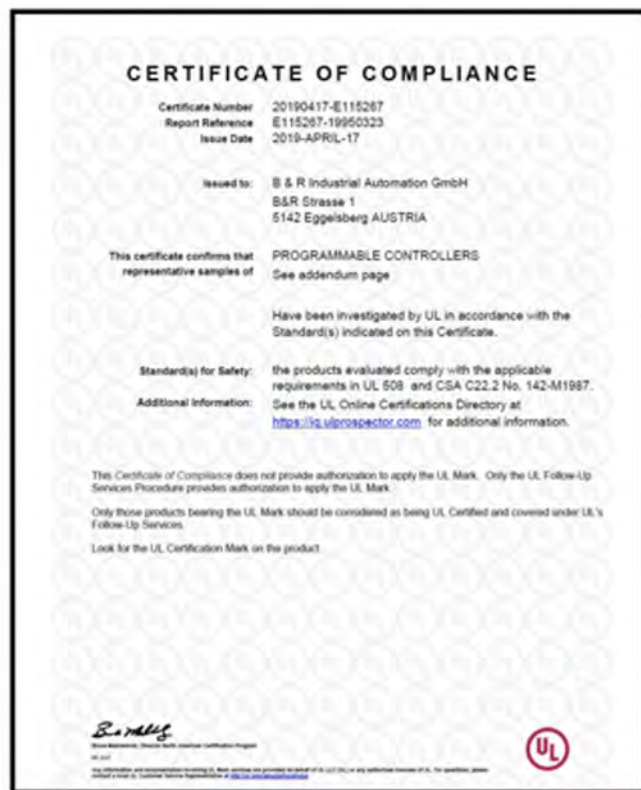 CERTIFICATE OF COMPLIANCE
Certificate Number 20190417-E115267
Report Reference E115267-19950323
Issue Date 2019-APRIL-17
Issued to: B & R Industrial Automation GmbH
B&R Strasse 1
5142 Eggelsberg AUSTRIA
This certificate confirms that PROGRAMMABLE CONTROLLERS
representative samples of See addendum page
Have been investigated by UL in accordance with the
Standard(s) indicated on this Certificate.
Standard(s) for Safety: the products evaluated comply with the applicable
requirements in UL 508 and CSA C22.2 No. 142-M1987.
Additional Information: See the UL Online Certifications Directory at
https://iq.ulprospector.com for additional information.
This Certificate of Compliance does not provide authorization to apply the UL Mark. Only the UL Follow-Up
Services Procedure provides authorization to apply the UL Mark.
Only those products bearing the UL Mark should be considered as being UL Certified and covered under UL's
Follow-Up Services.
Look for the UL Certification Mark on the product.
Director North American Certification Program
UL